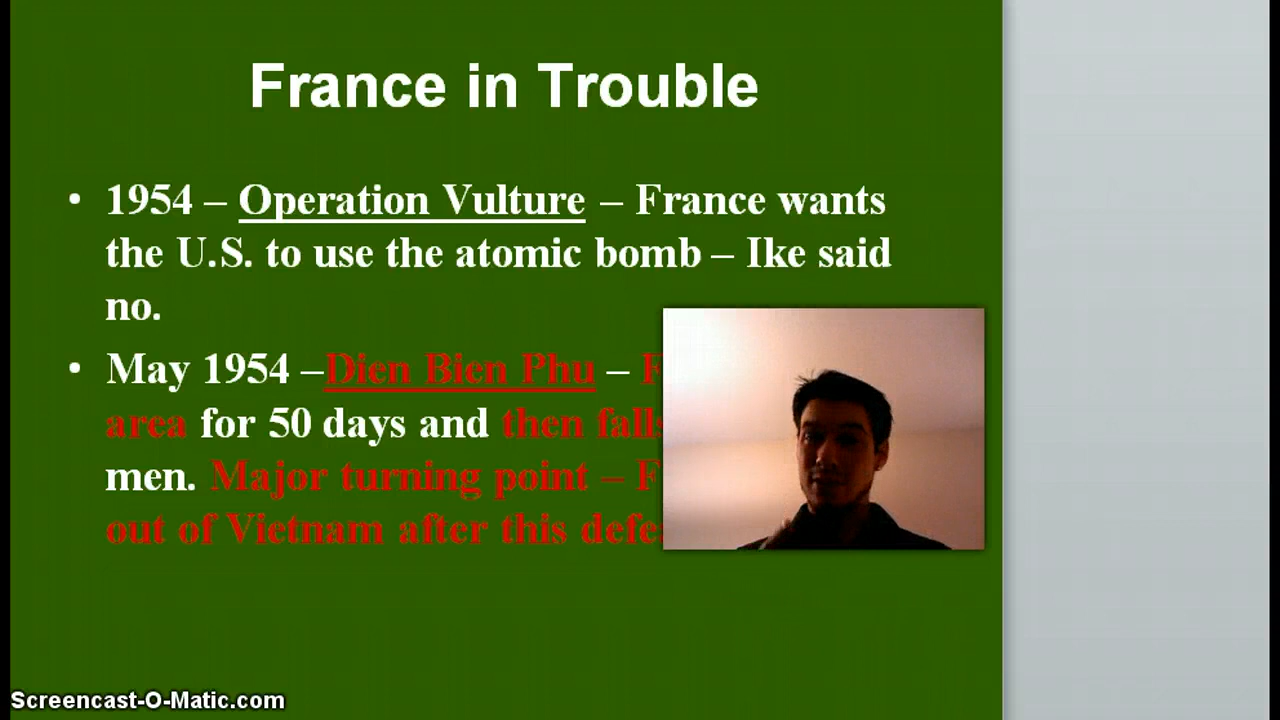 France in Trouble
• 1954 – Operation Vulture – France wants
the U.S. to use the atomic bomb – Ike said
no.
• May 1954 –Dien Bien Phu –
area for 50 days and then falls
men. Major turning point –
out of Vietnam after this
Screencast-O-Matic.com